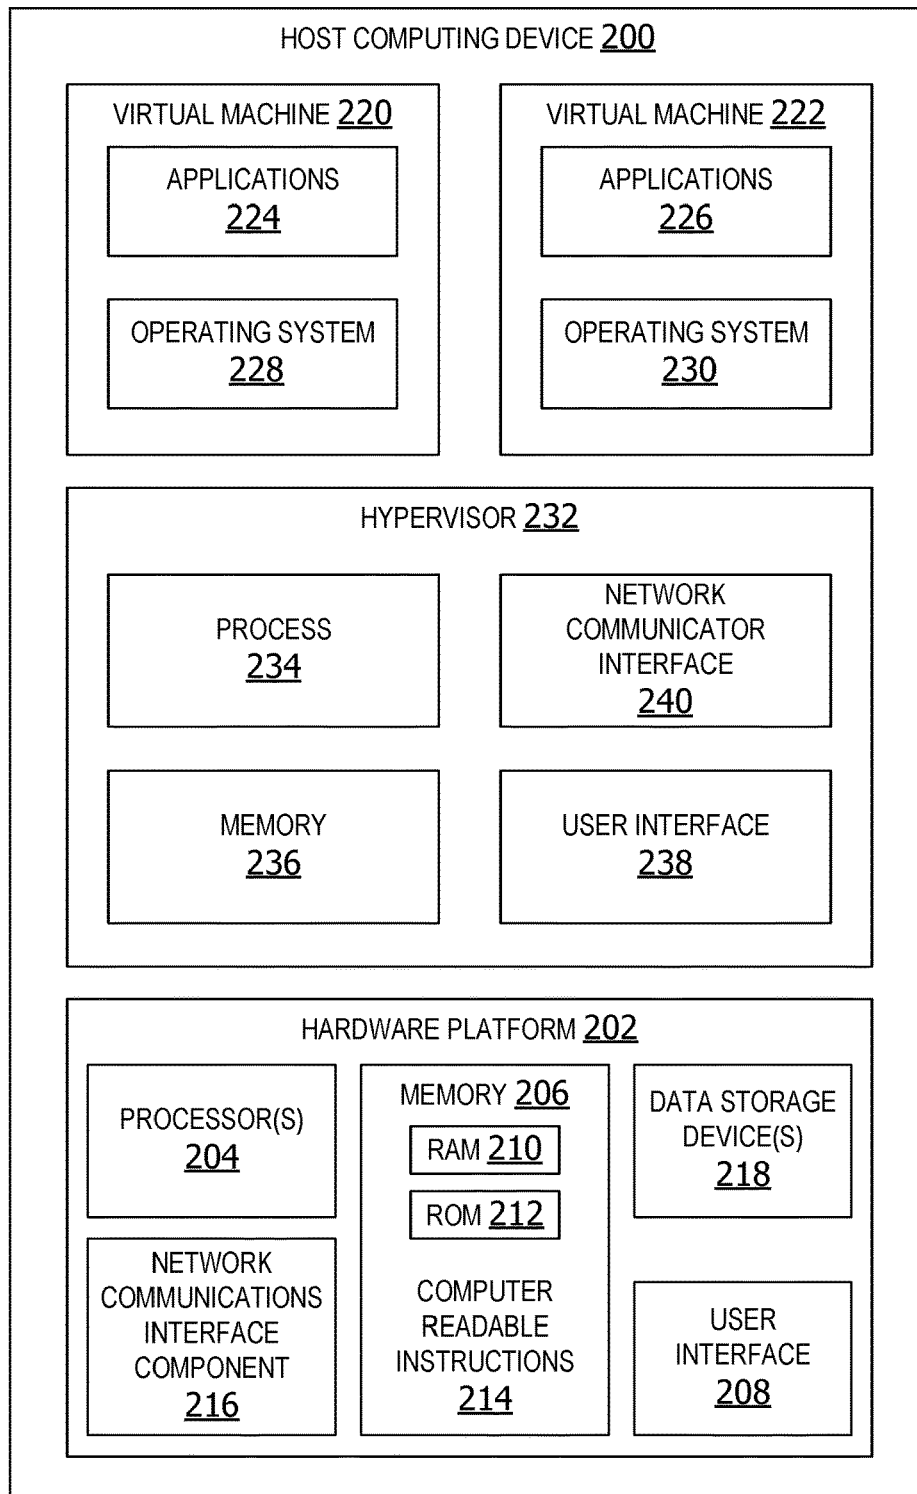 HOST COMPUTING DEVICE 200
VIRTUAL MACHINE 220
APPLICATIONS
224
OPERATING SYSTEM
228
VIRTUAL MACHINE 222
APPLICATIONS
226
OPERATING SYSTEM
230
HYPERVISOR 232
PROCESS
234
NETWORK
COMMUNICATOR
INTERFACE
240
MEMORY
236
USER INTERFACE
238
HARDWARE PLATFORM 202
PROCESSOR(S)
204
NETWORK
COMMUNICATIONS
INTERFACE
COMPONENT
216
MEMORY 206
RAM 210
ROM 212
COMPUTER
READABLE
INSTRUCTIONS
214
DATA STORAGE
DEVICE(S)
218
USER
INTERFACE
208